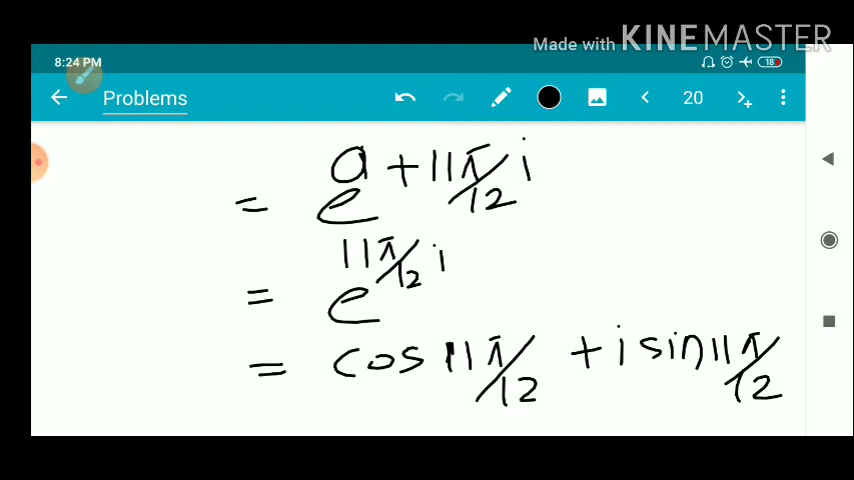 Made with KINEMASTER
8:24 PM 18
Problems 20
= e^{0 + 11π/12 i}
= e^{11π/12 i}
= cos 11π/12 + i sin 11π/12